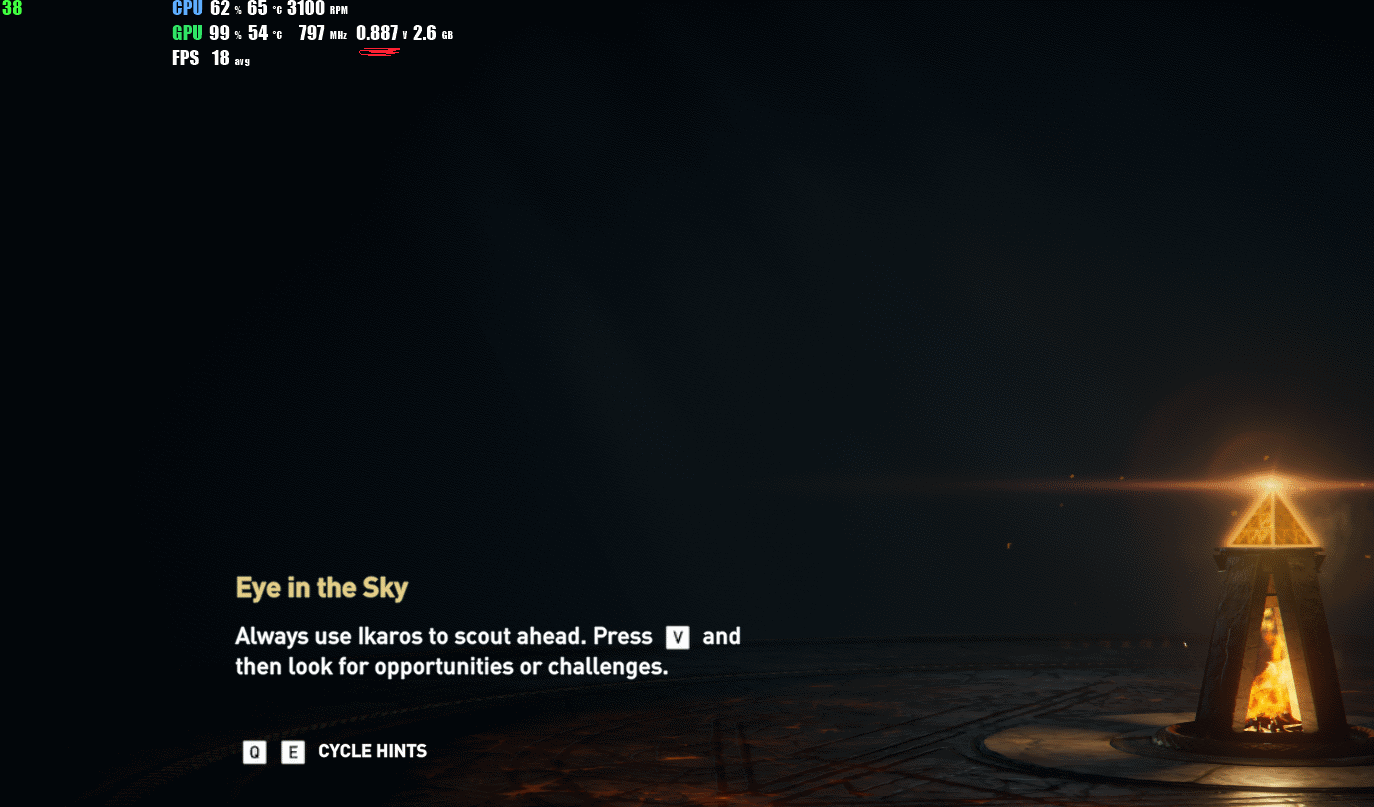 38
CPU 62 % 65 °C 3100 RPM
GPU 99 % 54 °C 797 MHz 0.887 V 2.6 GB
FPS 18 avg
Eye in the Sky
Always use Ikaros to scout ahead. Press V and
then look for opportunities or challenges.
Q E CYCLE HINTS